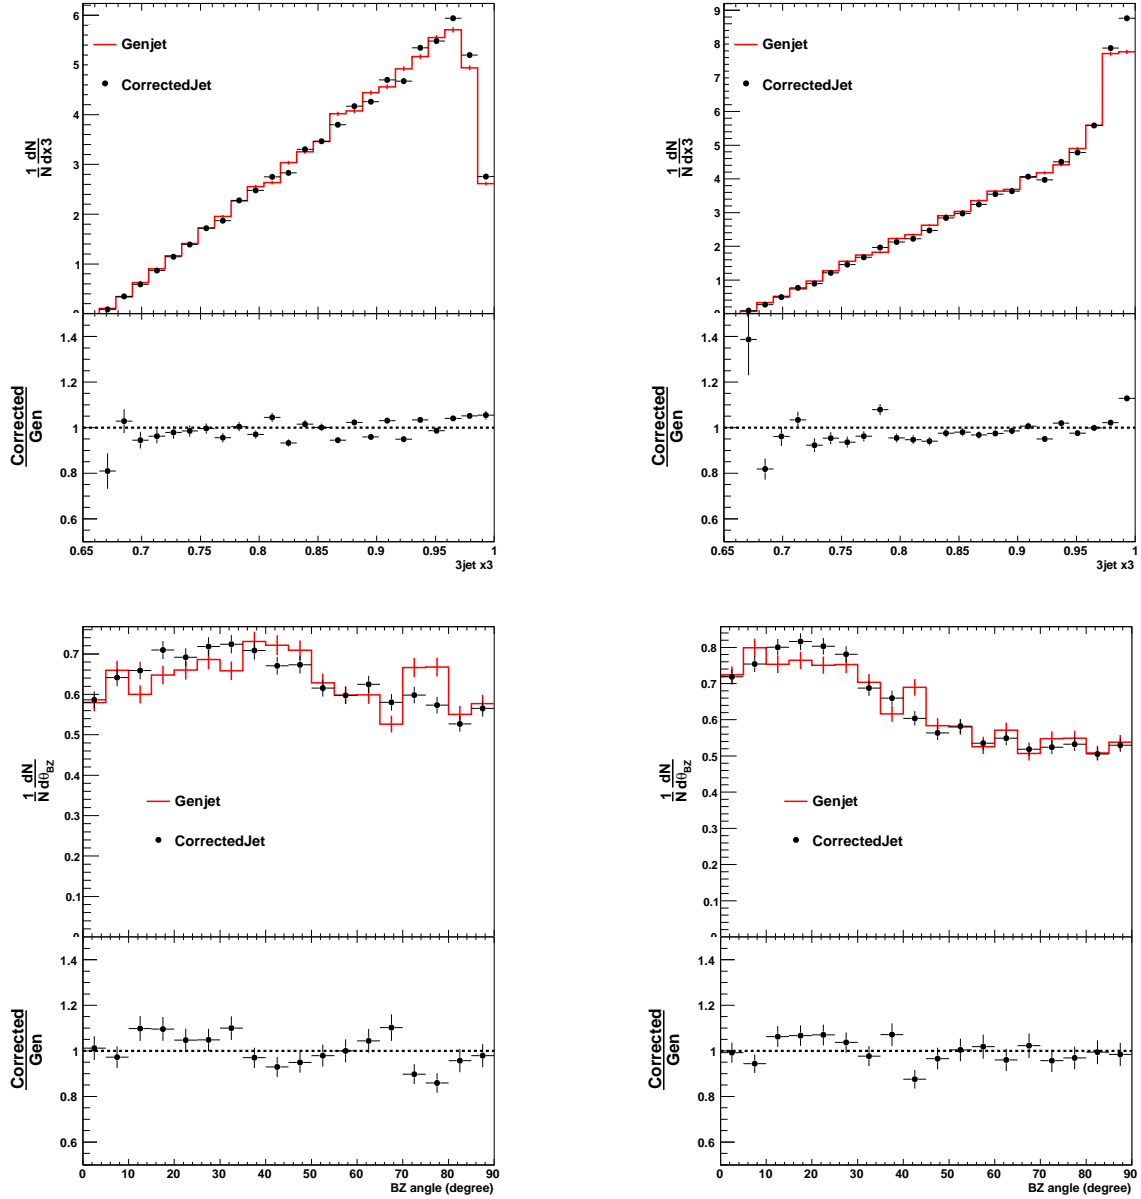 6
5
4
3
2
1
0
Genjet
CorrectedJet
1 dN
N dx3
1.4
1.2
1
0.8
0.6
Corrected
Gen
0.65 0.7 0.75 0.8 0.85 0.9 0.95 1
3jet x3
9
8
7
6
5
4
3
2
1
0
Genjet
CorrectedJet
1 dN
N dx3
1.4
1.2
1
0.8
0.6
Corrected
Gen
0.65 0.7 0.75 0.8 0.85 0.9 0.95 1
3jet x3
0.7
0.6
0.5
0.4
0.3
0.2
0.1
0
1 dN
N dθBZ
Genjet
CorrectedJet
1.4
1.2
1
0.8
0.6
Corrected
Gen
0 10 20 30 40 50 60 70 80 90
BZ angle (degree)
0.8
0.7
0.6
0.5
0.4
0.3
0.2
0.1
0
1 dN
N dθBZ
Genjet
CorrectedJet
1.4
1.2
1
0.8
0.6
Corrected
Gen
0 10 20 30 40 50 60 70 80 90
BZ angle (degree)